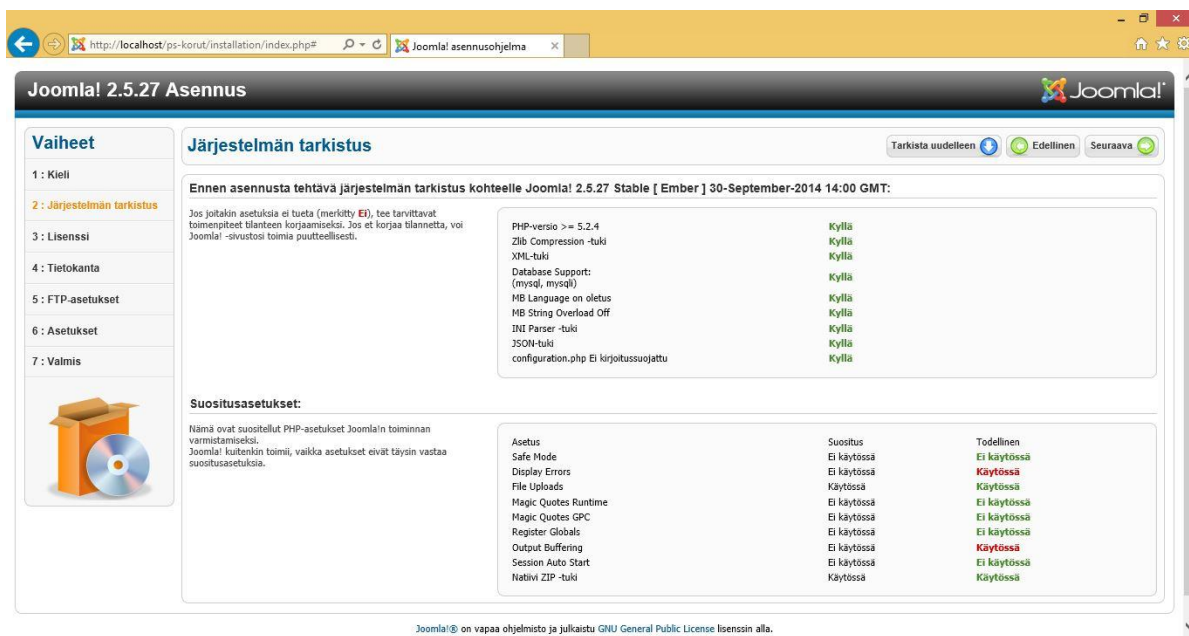 http://localhost/ps-korut/installation/index.php#
Joomla! asennusohjelma
Joomla! 2.5.27 Asennus
Joomla!
Vaiheet
1 : Kieli
2 : Järjestelmän tarkistus
3 : Lisenssi
4 : Tietokanta
5 : FTP-asetukset
6 : Asetukset
7 : Valmis
Järjestelmän tarkistus
Tarkista uudelleen
Edellinen
Seuraava
Ennen asennusta tehtävä järjestelmän tarkistus kohteelle Joomla! 2.5.27 Stable [ Ember ] 30-September-2014 14:00 GMT:
Jos joitakin asetuksia ei tueta (merkitty Ei), tee tarvittavat
toimenpiteet tilanteen korjaamiseksi. Jos et korjaa tilannetta, voi
Joomla! -sivustosi toimia puutteellisesti.
PHP-versio >= 5.2.4 Kyllä
Zlib Compression -tuki Kyllä
XML-tuki Kyllä
Database Support:
(mysql, mysqli) Kyllä
MB Language on oletus Kyllä
MB String Overload Off Kyllä
INI Parser -tuki Kyllä
JSON-tuki Kyllä
configuration.php Ei kirjoitussuojattu Kyllä
Suositusasetukset:
Nämä ovat suositellut PHP-asetukset Joomla!n toiminnan
varmistamiseksi.
Joomla! kuitenkin toimii, vaikka asetukset eivät täysin vastaa
suositusasetuksia.
Asetus Suositus Todellinen
Safe Mode Ei käytössä Ei käytössä
Display Errors Ei käytössä Käytössä
File Uploads Käytössä Käytössä
Magic Quotes Runtime Ei käytössä Ei käytössä
Magic Quotes GPC Ei käytössä Ei käytössä
Register Globals Ei käytössä Ei käytössä
Output Buffering Ei käytössä Käytössä
Session Auto Start Ei käytössä Ei käytössä
Natiivi ZIP -tuki Käytössä Käytössä
Joomla!® on vapaa ohjelmisto ja julkaistu GNU General Public License lisenssin alla.